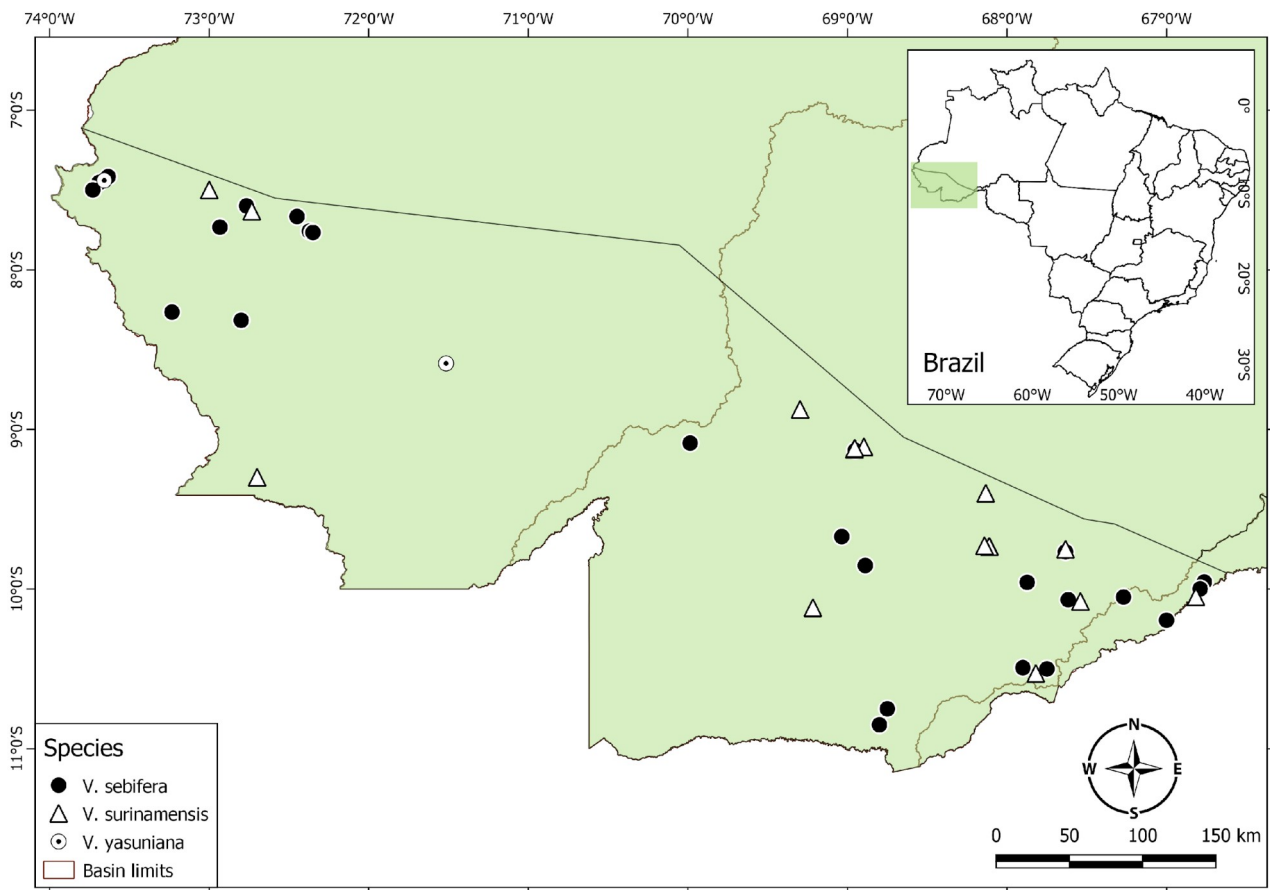 74°0'W 73°0'W 72°0'W 71°0'W 70°0'W 69°0'W 68°0'W 67°0'W
7°0'S
8°0'S
9°0'S
10°0'S
11°0'S
0°
10°0'S
20°S
30°S
Brazil
70°W 60°W 50°W 40°W
Species
V. sebifera
V. surinamensis
V. yasuniana
Basin limits
N
W E
S
0 50 100 150 km